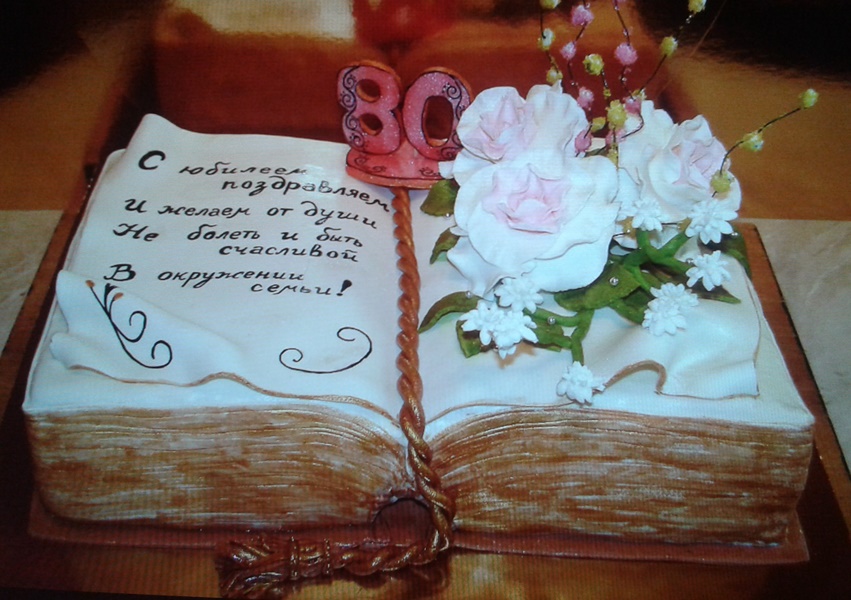 80
С юбилеем
поздравляем
И желаем от души
Не болеть и быть
счасливой
В окружении
семьи!